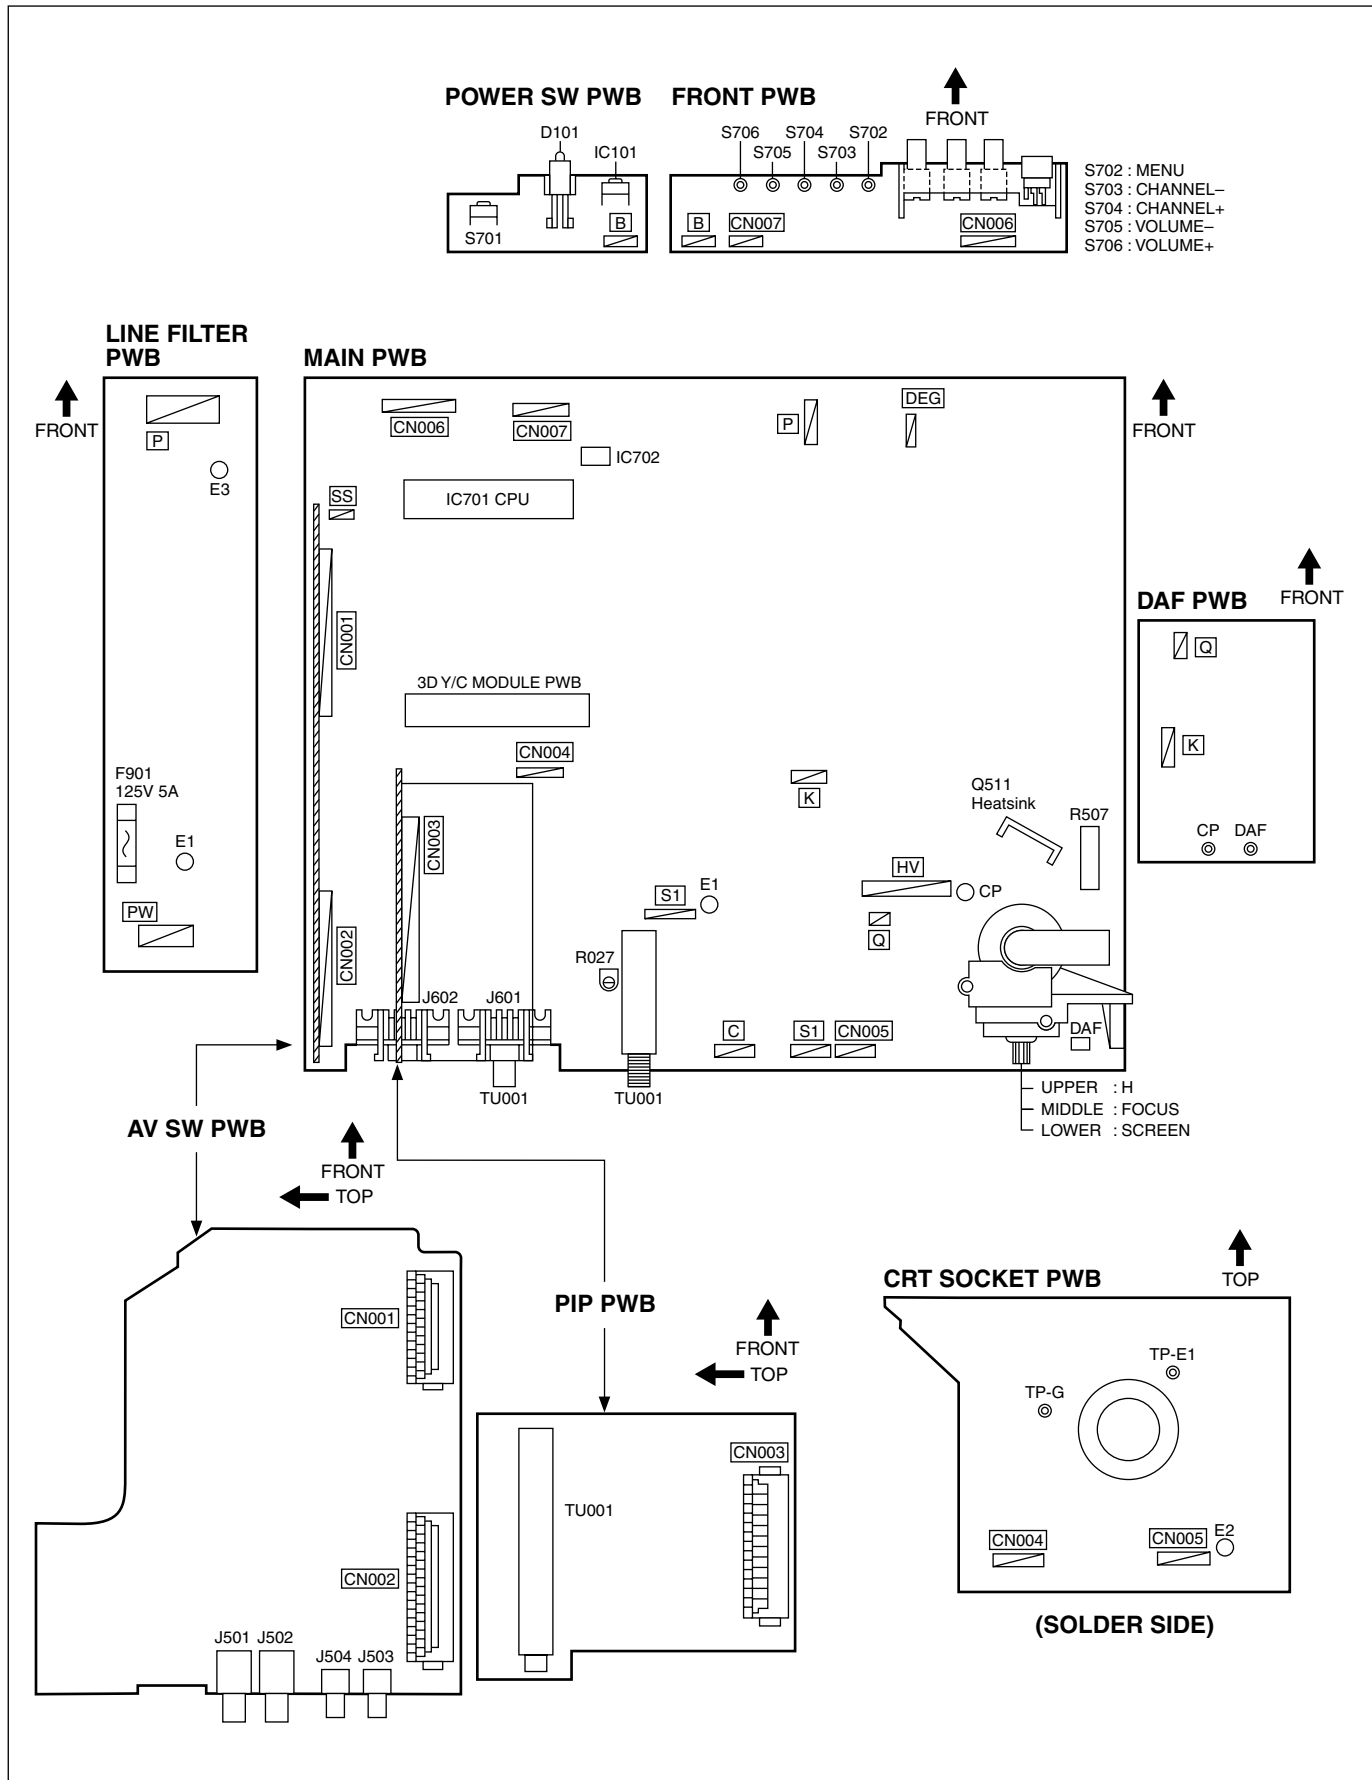 POWER SW PWB
FRONT PWB
FRONT
D101
IC101
S701
B
S706
S704
S702
S705
S703
B
CN007
CN006
S702 : MENU
S703 : CHANNEL–
S704 : CHANNEL+
S705 : VOLUME–
S706 : VOLUME+
LINE FILTER
PWB
FRONT
P
E3
F901
125V 5A
E1
PW
MAIN PWB
FRONT
CN006
CN007
P
DEG
IC702
SS
IC701 CPU
CN001
3D Y/C MODULE PWB
CN004
CN003
K
Q511
Heatsink
R507
HV
CP
S1
E1
Q
CN002
R027
J602
J601
C
S1
CN005
DAF
TU001
TU001
UPPER : H
MIDDLE : FOCUS
LOWER : SCREEN
DAF PWB
FRONT
Q
K
CP
DAF
AV SW PWB
FRONT
TOP
CN001
CN002
J501
J502
J504
J503
PIP PWB
FRONT
TOP
CN003
TU001
CRT SOCKET PWB
TOP
TP-E1
TP-G
CN004
CN005
E2
(SOLDER SIDE)